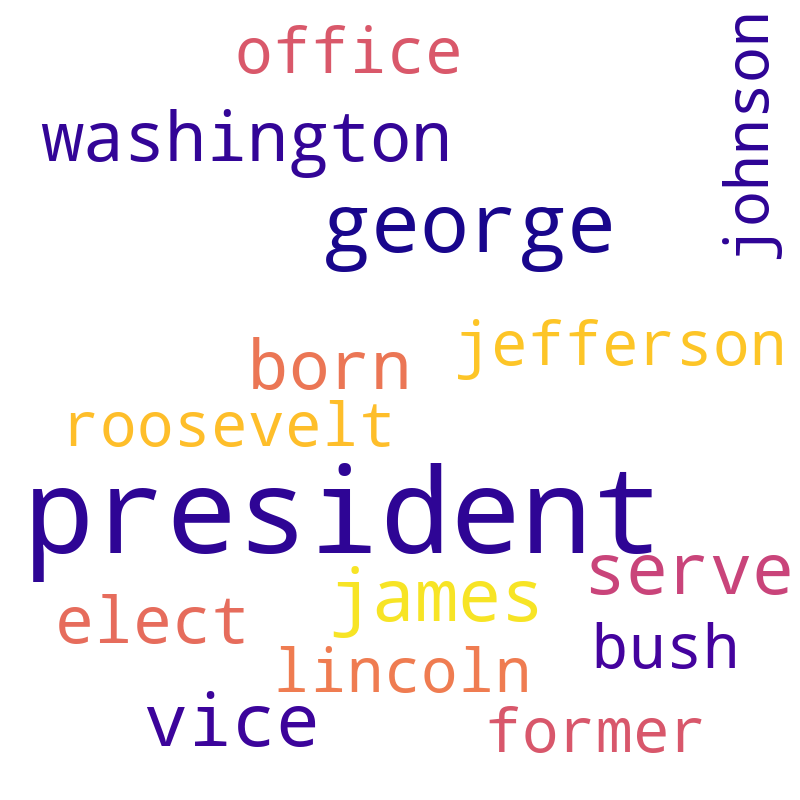 office
johnson
washington
george
jefferson
born
roosevelt
president
serve
james
elect
bush
lincoln
vice
former